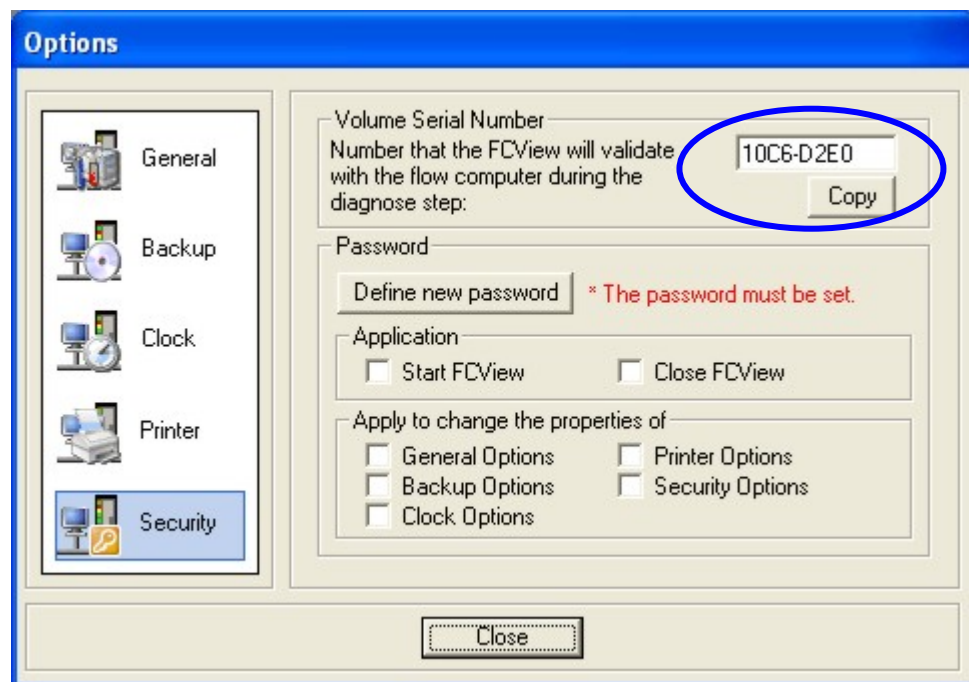 Options
General
Backup
Clock
Printer
Security
Volume Serial Number
Number that the FCView will validate
with the flow computer during the
diagnose step:
10C6-D2E0
Copy
Password
Define new password
* The password must be set.
Application
Start FCView
Close FCView
Apply to change the properties of
General Options
Printer Options
Backup Options
Security Options
Clock Options
Close